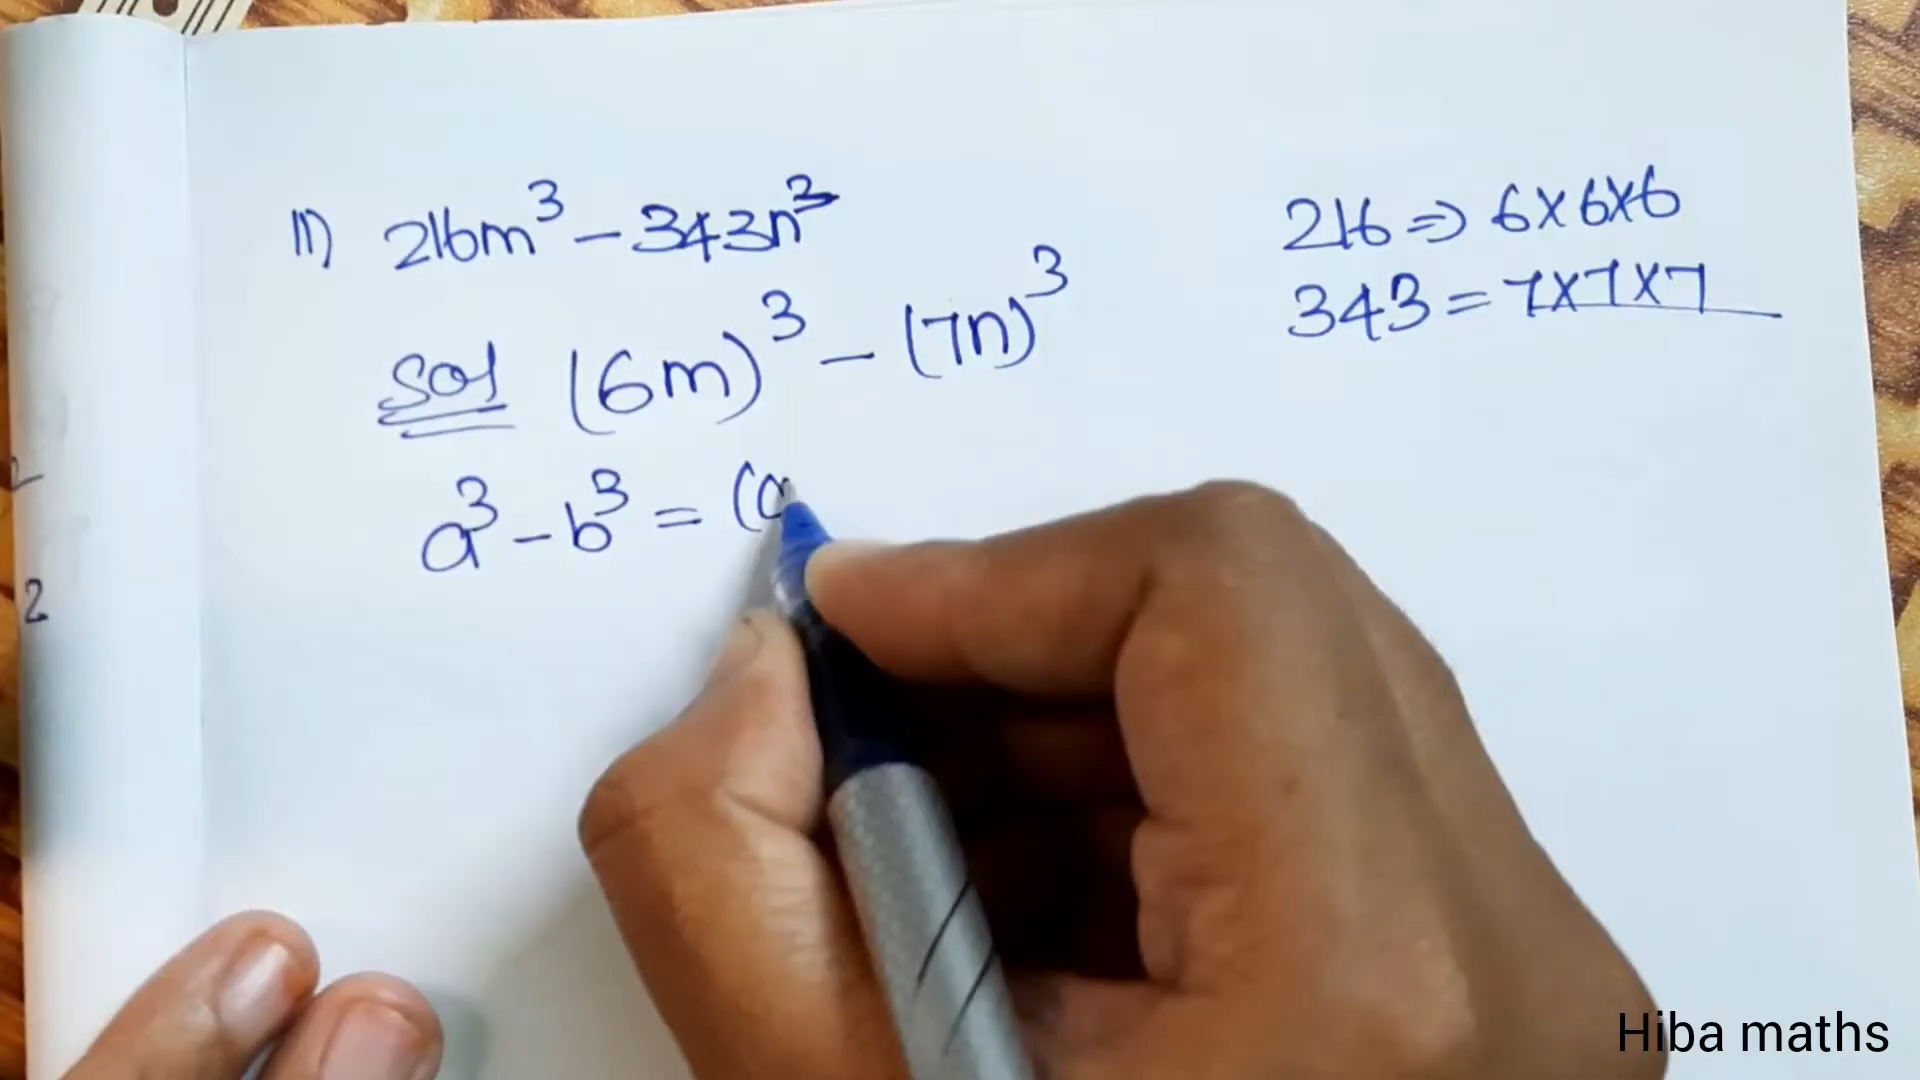 11) 216m³ - 343n³
216 ⇒ 6×6×6
343 = 7×7×7
Sol (6m)³ - (7n)³
a³ - b³ = (a
2
Hiba maths